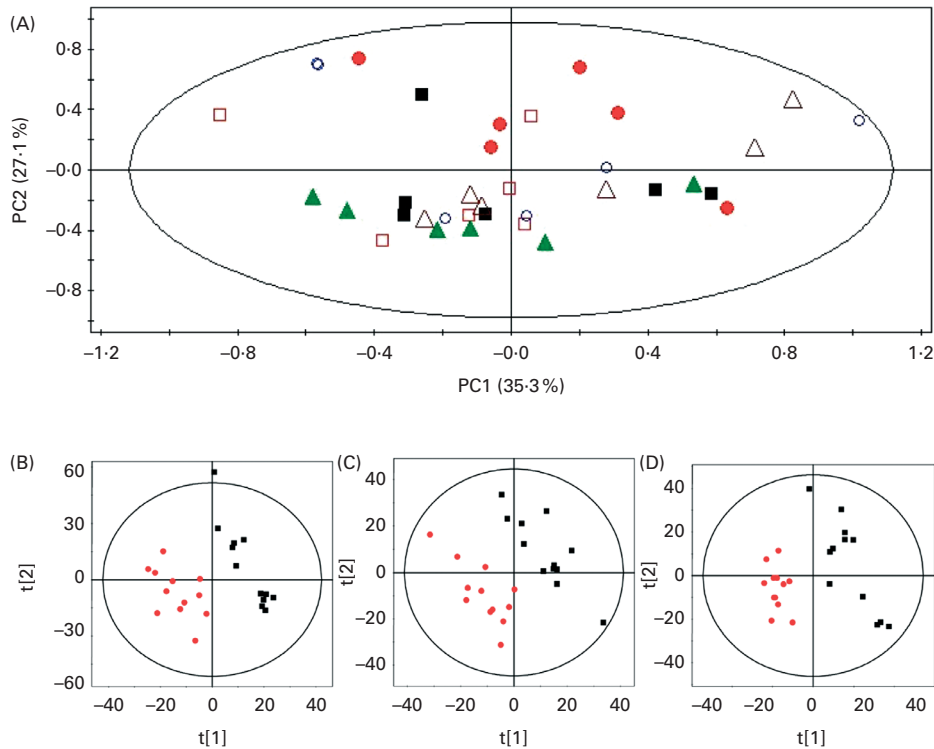 (A)
0·8
0·4
–0·0
–0·4
–0·8
PC2 (27·1 %)
–1·2 –0·8 –0·4 –0·0 0·4 0·8 1·2
PC1 (35·3 %)
(B)
60
30
0
–30
–60
t[2]
–40 –20 0 20 40
t[1]
(C)
40
20
0
–20
–40
t[2]
–40 –20 0 20 40
t[1]
(D)
40
20
0
–20
–40
t[2]
–40 –20 0 20 40
t[1]